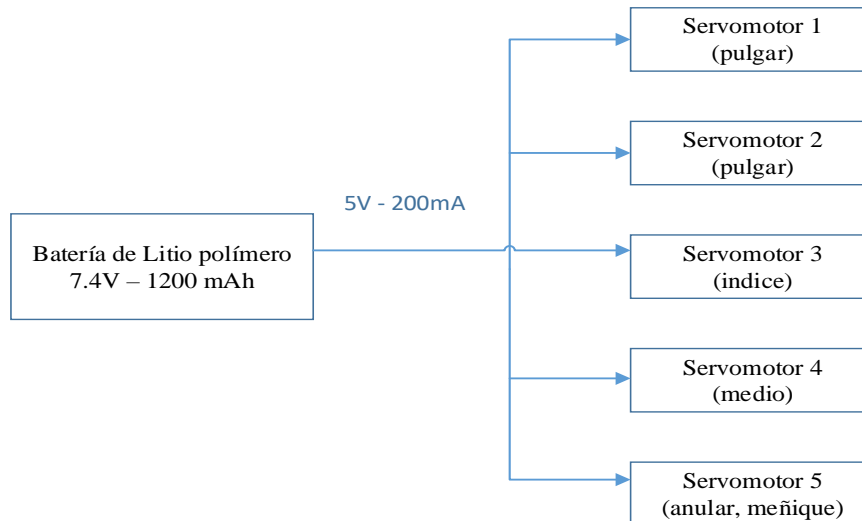 Servomotor 1
(pulgar)
Servomotor 2
(pulgar)
5V - 200mA
Batería de Litio polímero
7.4V – 1200 mAh
Servomotor 3
(indice)
Servomotor 4
(medio)
Servomotor 5
(anular, meñique)